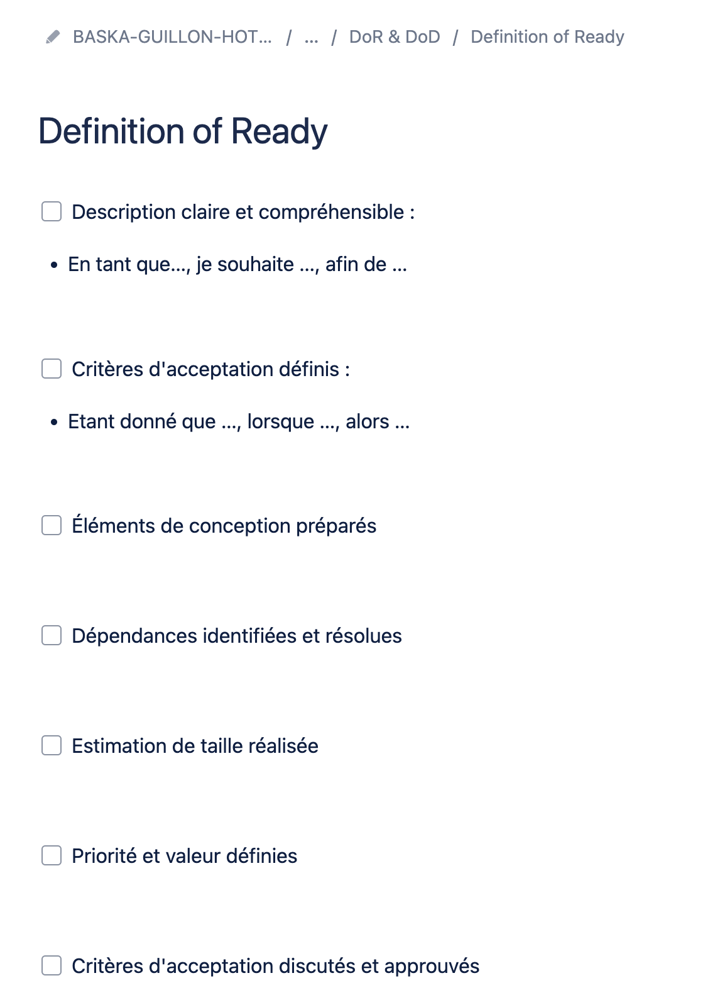 BASKA-GUILLON-HOT... / ... / DoR & DoD / Definition of Ready
Definition of Ready
Description claire et compréhensible :
• En tant que..., je souhaite ..., afin de ...
Critères d'acceptation définis :
• Etant donné que ..., lorsque ..., alors ...
Éléments de conception préparés
Dépendances identifiées et résolues
Estimation de taille réalisée
Priorité et valeur définies
Critères d'acceptation discutés et approuvés